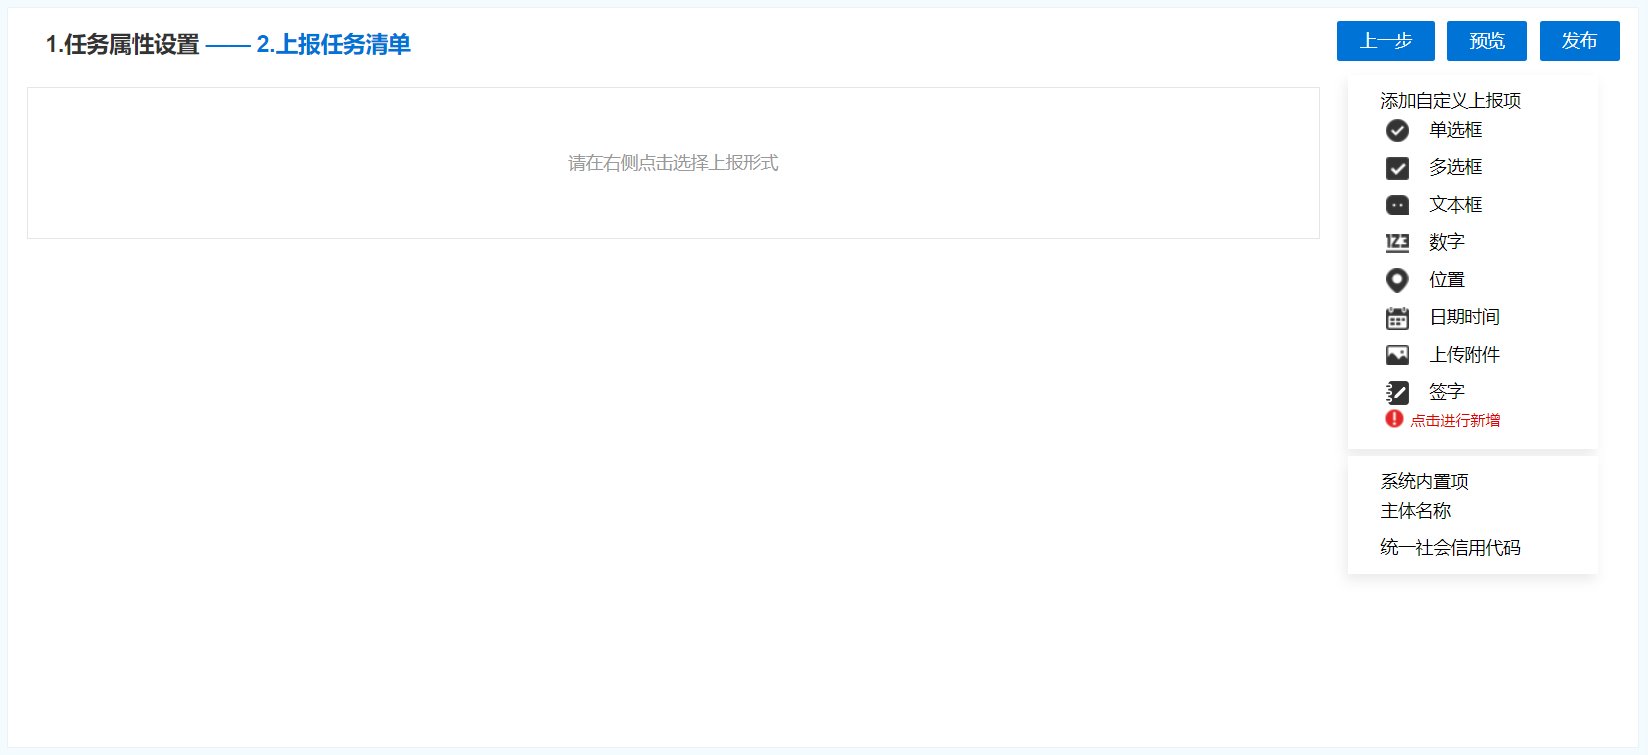 1.任务属性设置 —— 2.上报任务清单
上一步 预览 发布
请在右侧点击选择上报形式
添加自定义上报项
单选框
多选框
文本框
123 数字
位置
日期时间
上传附件
签字
点击进行新增
系统内置项
主体名称
统一社会信用代码